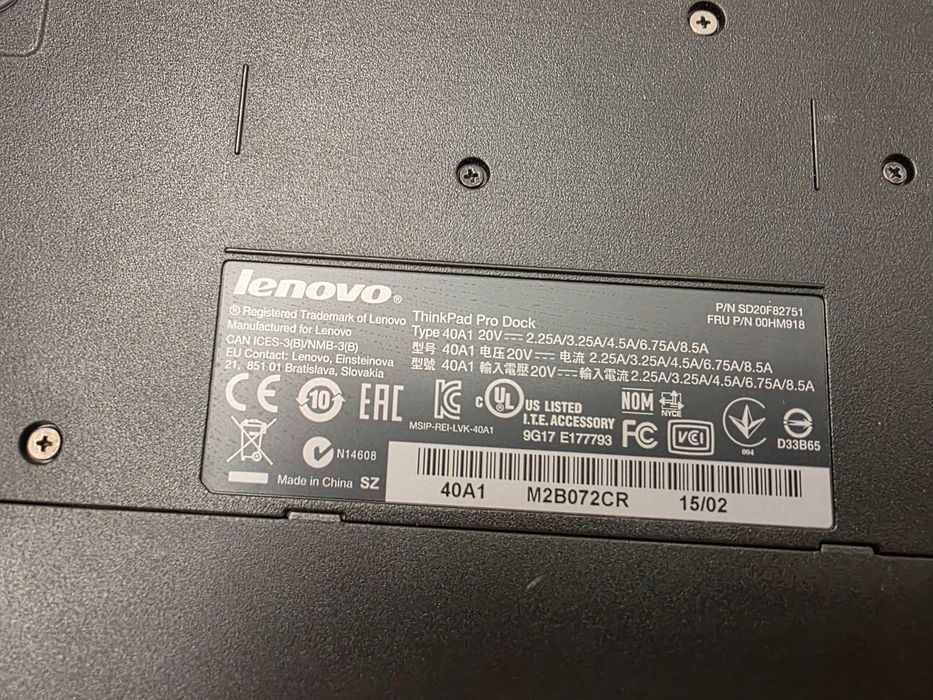 lenovo®
P/N SD20F82751
FRU P/N 00HM918
® Registered Trademark of Lenovo
Manufactured for Lenovo
CAN ICES-3(B)/NMB-3(B)
EU Contact: Lenovo, Einsteinova
21, 851 01 Bratislava, Slovakia
ThinkPad Pro Dock
Type 40A1 20V⎓ 2.25A/3.25A/4.5A/6.75A/8.5A
型号 40A1 电压20V⎓ 电流 2.25A/3.25A/4.5A/6.75A/8.5A
型號 40A1 輸入電壓20V⎓輸入電流2.25A/3.25A/4.5A/6.75A/8.5A
CE 10 EAC
MSIP-REI-LVK-40A1
c UL US LISTED
I.T.E. ACCESSORY
9G17 E177793
NOM
NYCE
FC
VCI
004
D33B65
N14608
Made in China SZ
40A1 M2B072CR 15/02